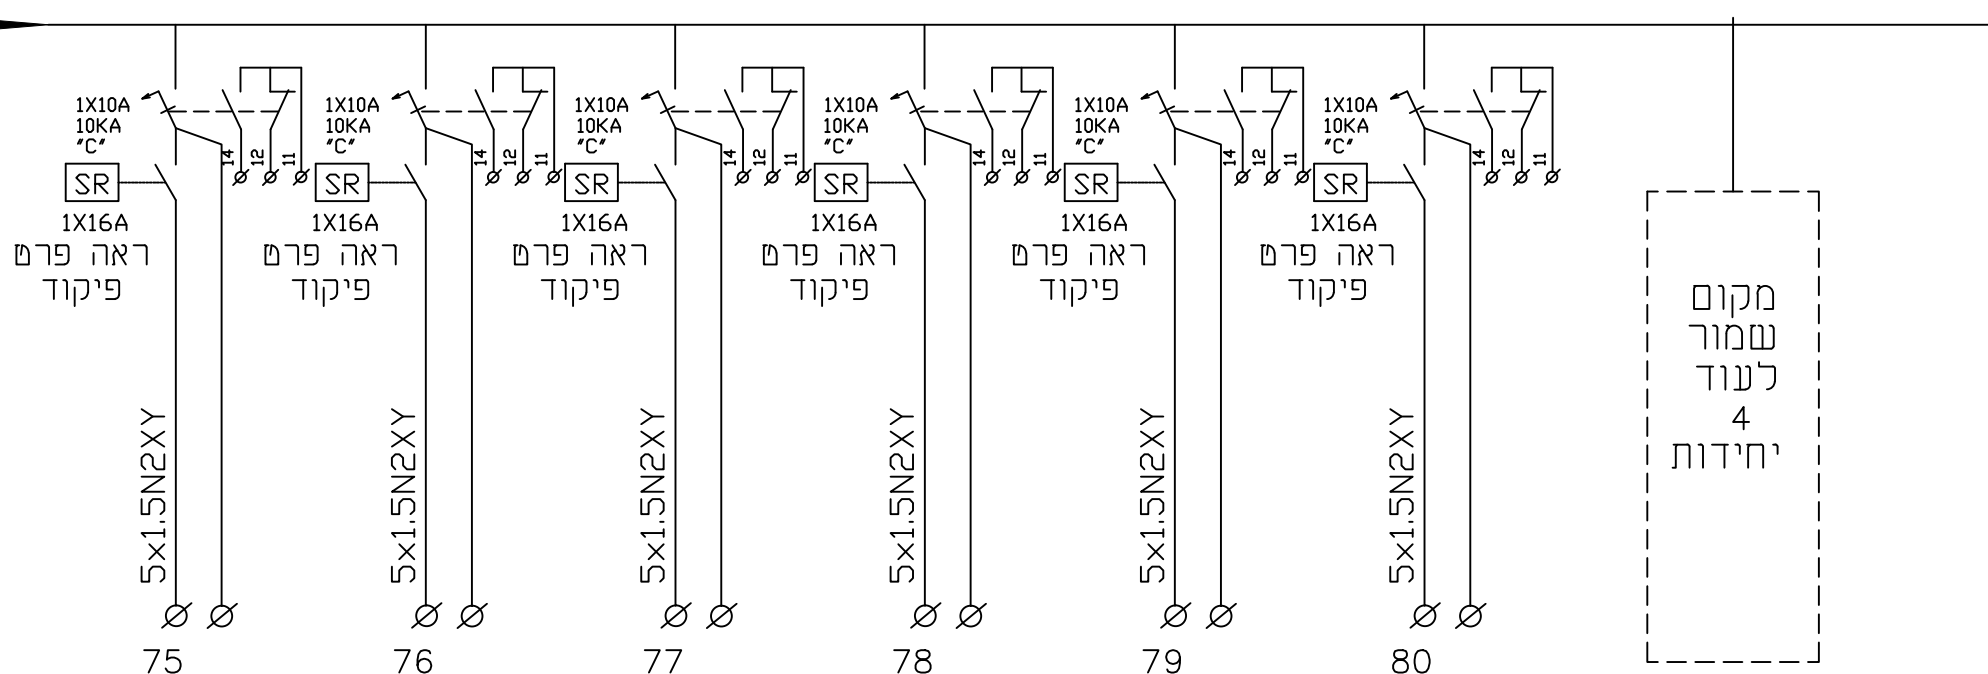 1X10A
10KA
"C"
14
12
11
SR
1X16A
ראה פרט
פיקוד
5x1.5N2XY
75
1X10A
10KA
"C"
14
12
11
SR
1X16A
ראה פרט
פיקוד
5x1.5N2XY
76
1X10A
10KA
"C"
14
12
11
SR
1X16A
ראה פרט
פיקוד
5x1.5N2XY
77
1X10A
10KA
"C"
14
12
11
SR
1X16A
ראה פרט
פיקוד
5x1.5N2XY
78
1X10A
10KA
"C"
14
12
11
SR
1X16A
ראה פרט
פיקוד
5x1.5N2XY
79
1X10A
10KA
"C"
14
12
11
SR
1X16A
ראה פרט
פיקוד
5x1.5N2XY
80
מקום
שמור
לעוד
4
יחידות